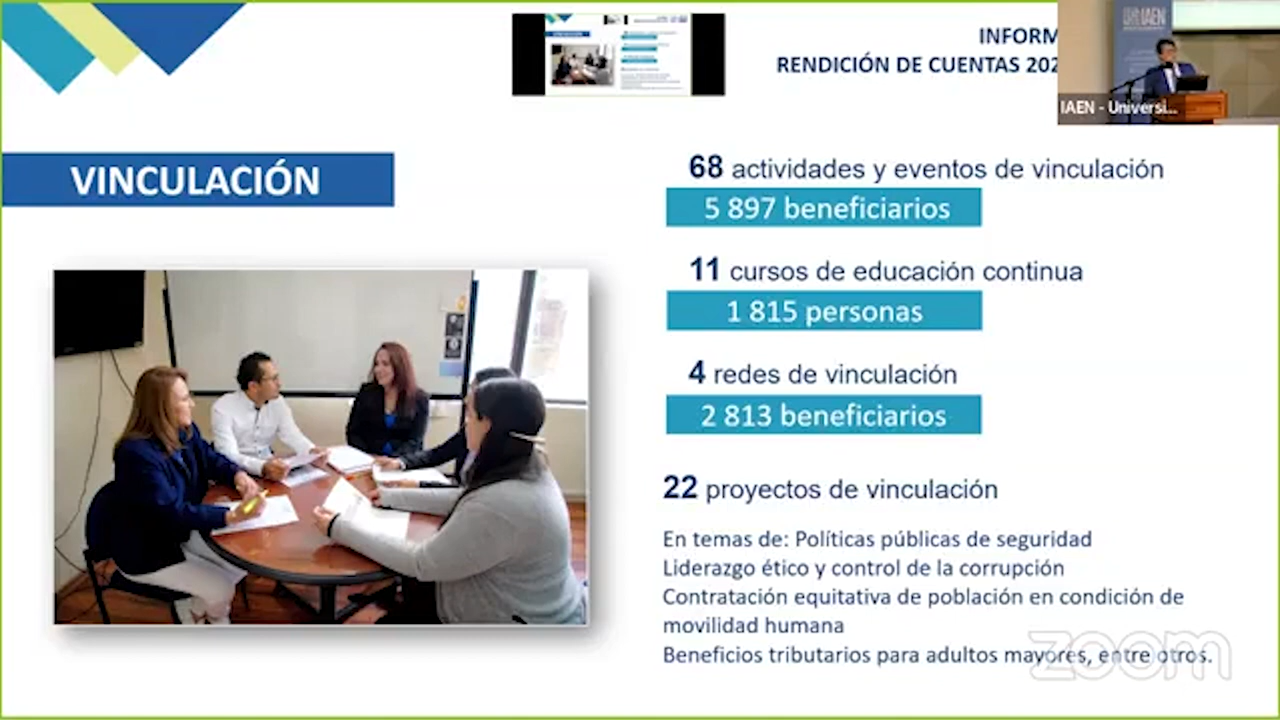 INFORM
RENDICIÓN DE CUENTAS 202
IAEN
IAEN - Universi...
VINCULACIÓN
68 actividades y eventos de vinculación
5 897 beneficiarios
11 cursos de educación continua
1 815 personas
4 redes de vinculación
2 813 beneficiarios
22 proyectos de vinculación
En temas de: Políticas públicas de seguridad
Liderazgo ético y control de la corrupción
Contratación equitativa de población en condición de
movilidad humana
Beneficios tributarios para adultos mayores, entre otros.
zoom